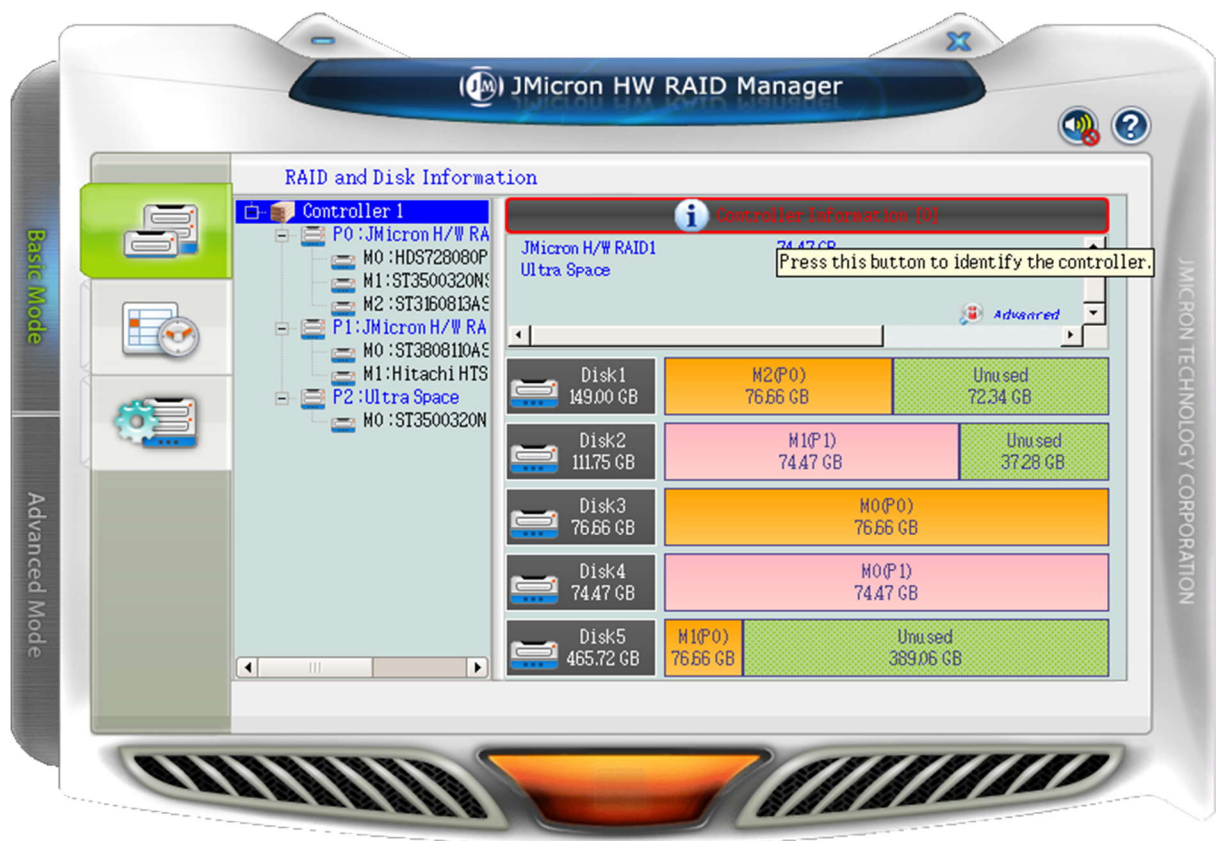 JMicron HW RAID Manager
Basic Mode
Advanced Mode
RAID and Disk Information
Controller 1
P0:JMicron H/W RA
M0:HDS728080P
M1:ST3500320NS
M2:ST3160813AS
P1:JMicron H/W RA
M0:ST3808110AS
M1:Hitachi HTS
P2:Ultra Space
M0:ST3500320N
Controller Information [0]
JMicron H/W RAID1 74.47 GB
Ultra Space
Press this button to identify the controller.
Advanced
Disk1
149.00 GB
M2(P0)
76.66 GB
Unused
72.34 GB
Disk2
111.75 GB
M1(P1)
74.47 GB
Unused
37.28 GB
Disk3
76.66 GB
M0(P0)
76.66 GB
Disk4
74.47 GB
M0(P1)
74.47 GB
Disk5
465.72 GB
M1(P0)
76.66 GB
Unused
389.06 GB
JMICRON TECHNOLOGY CORPORATION